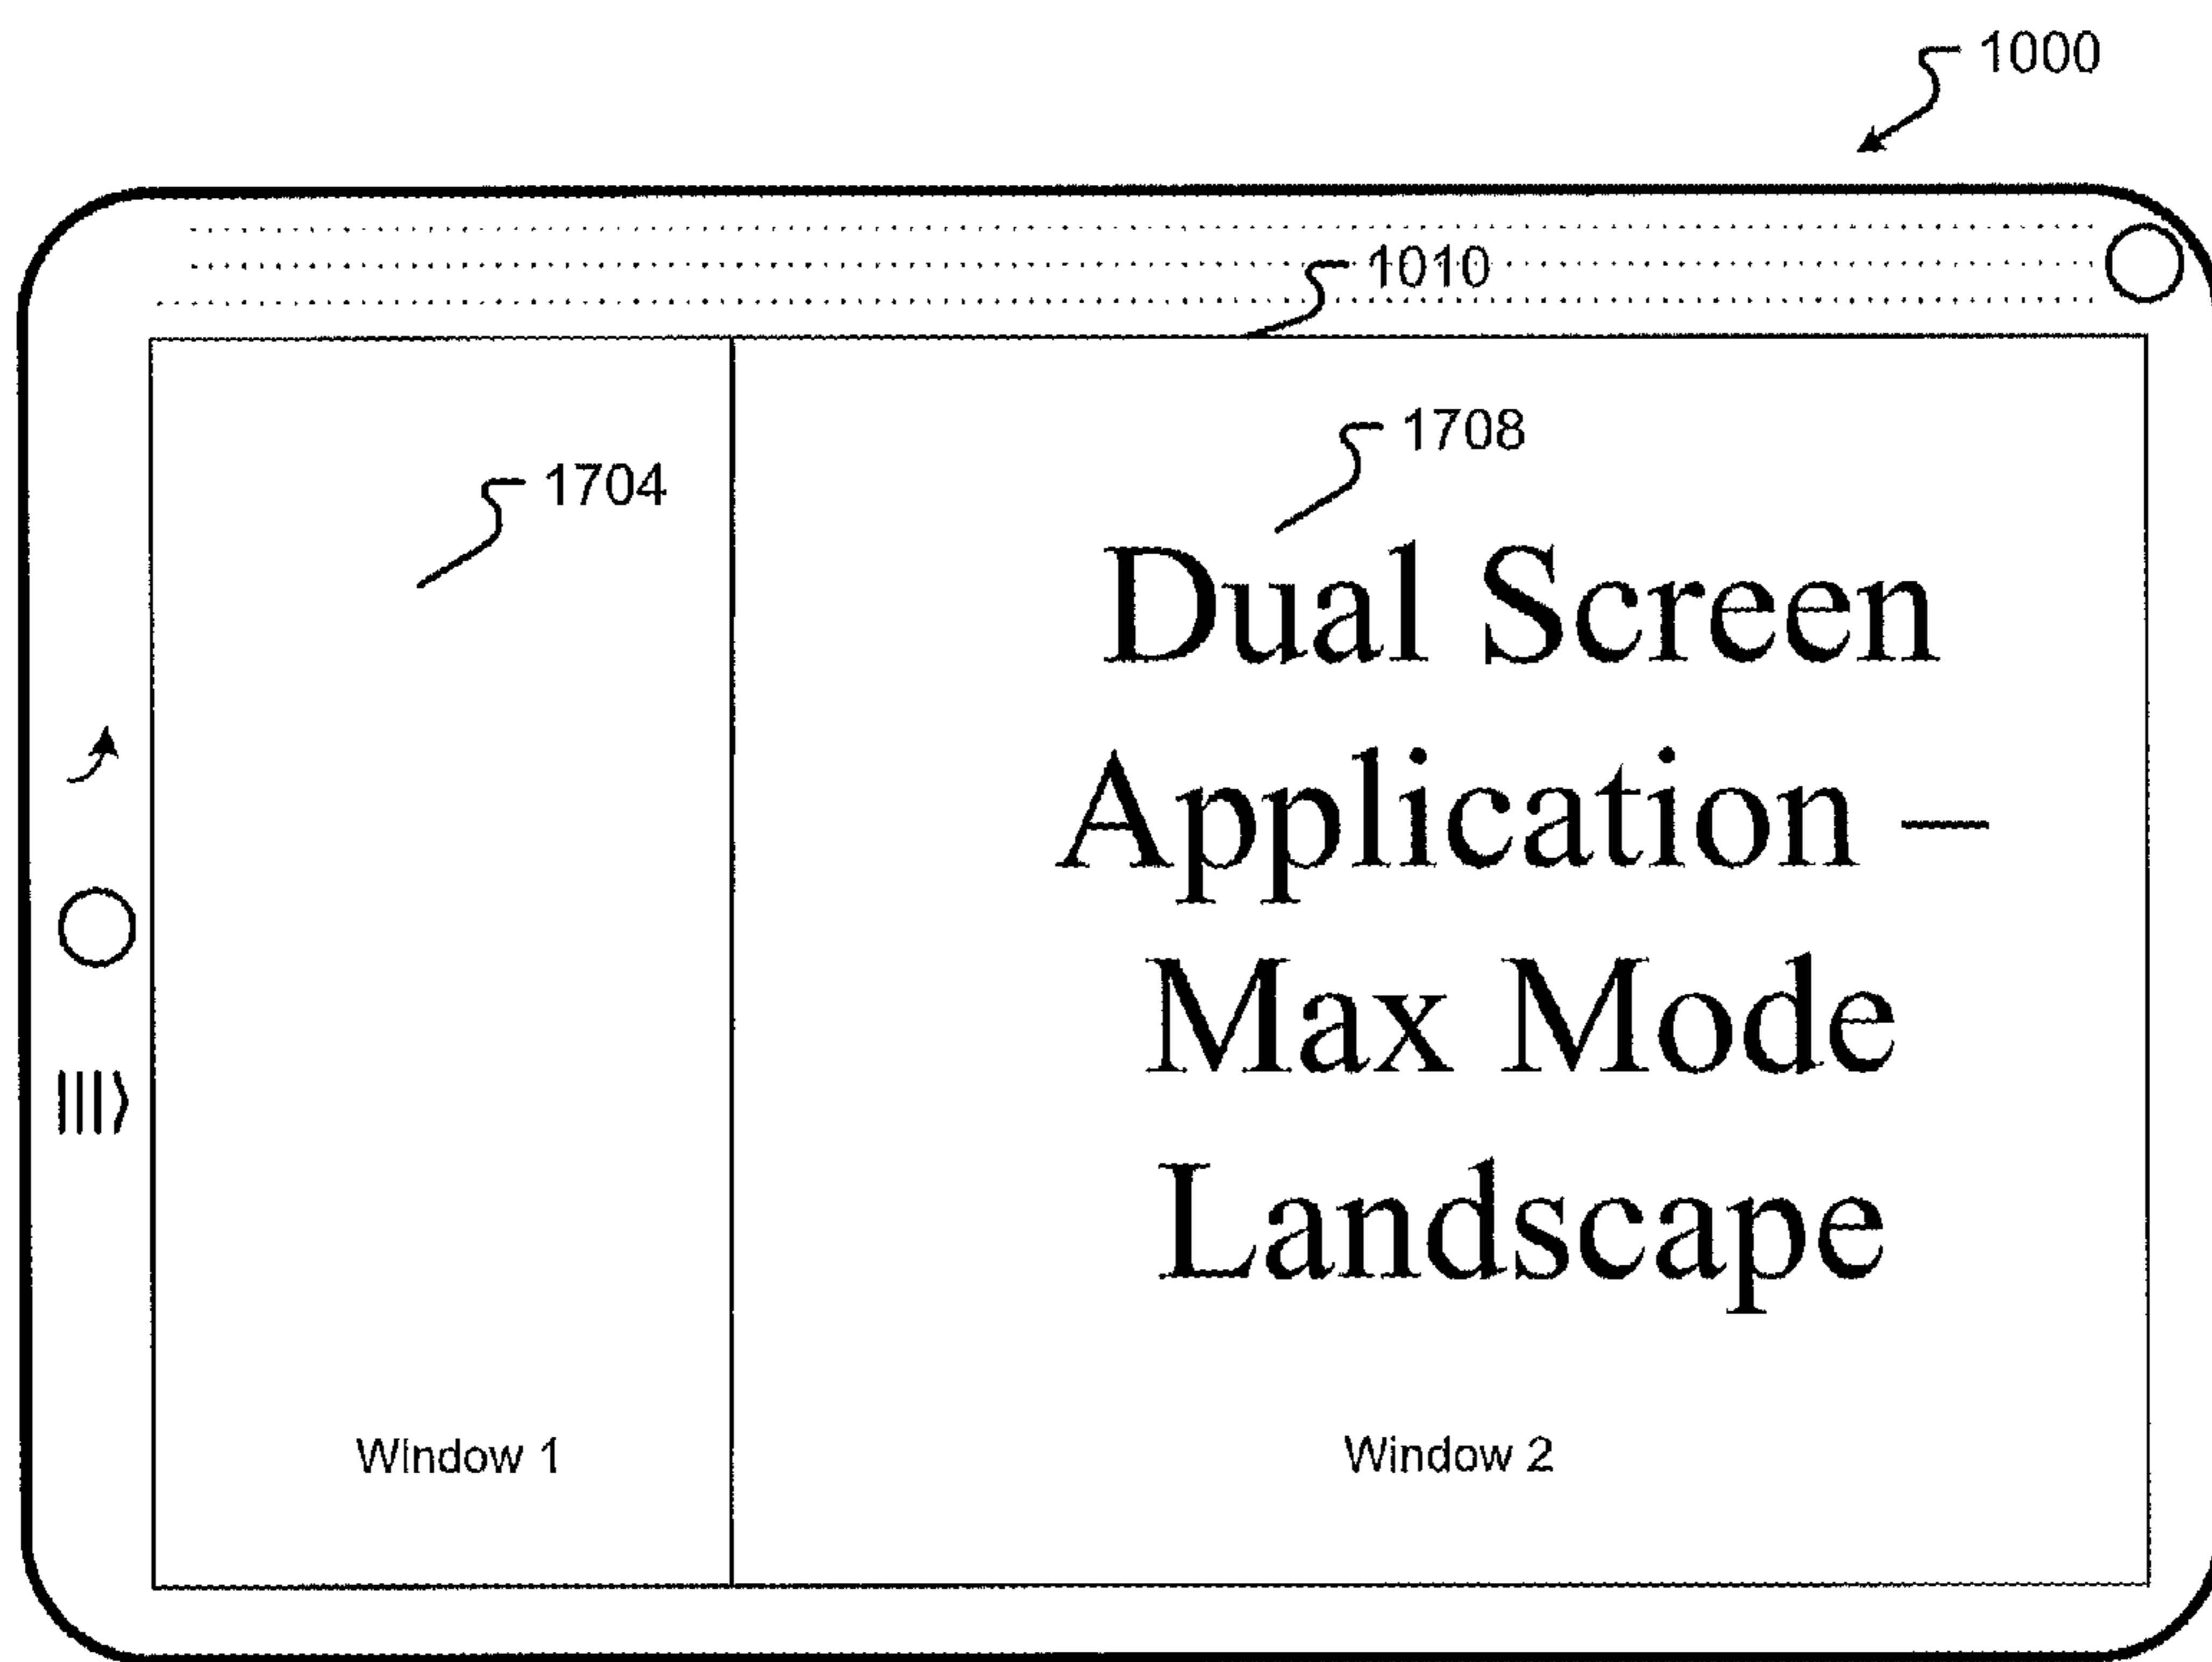 1000
1010
1708
1704
Dual Screen
Application –
Max Mode
Landscape
Window 1
Window 2